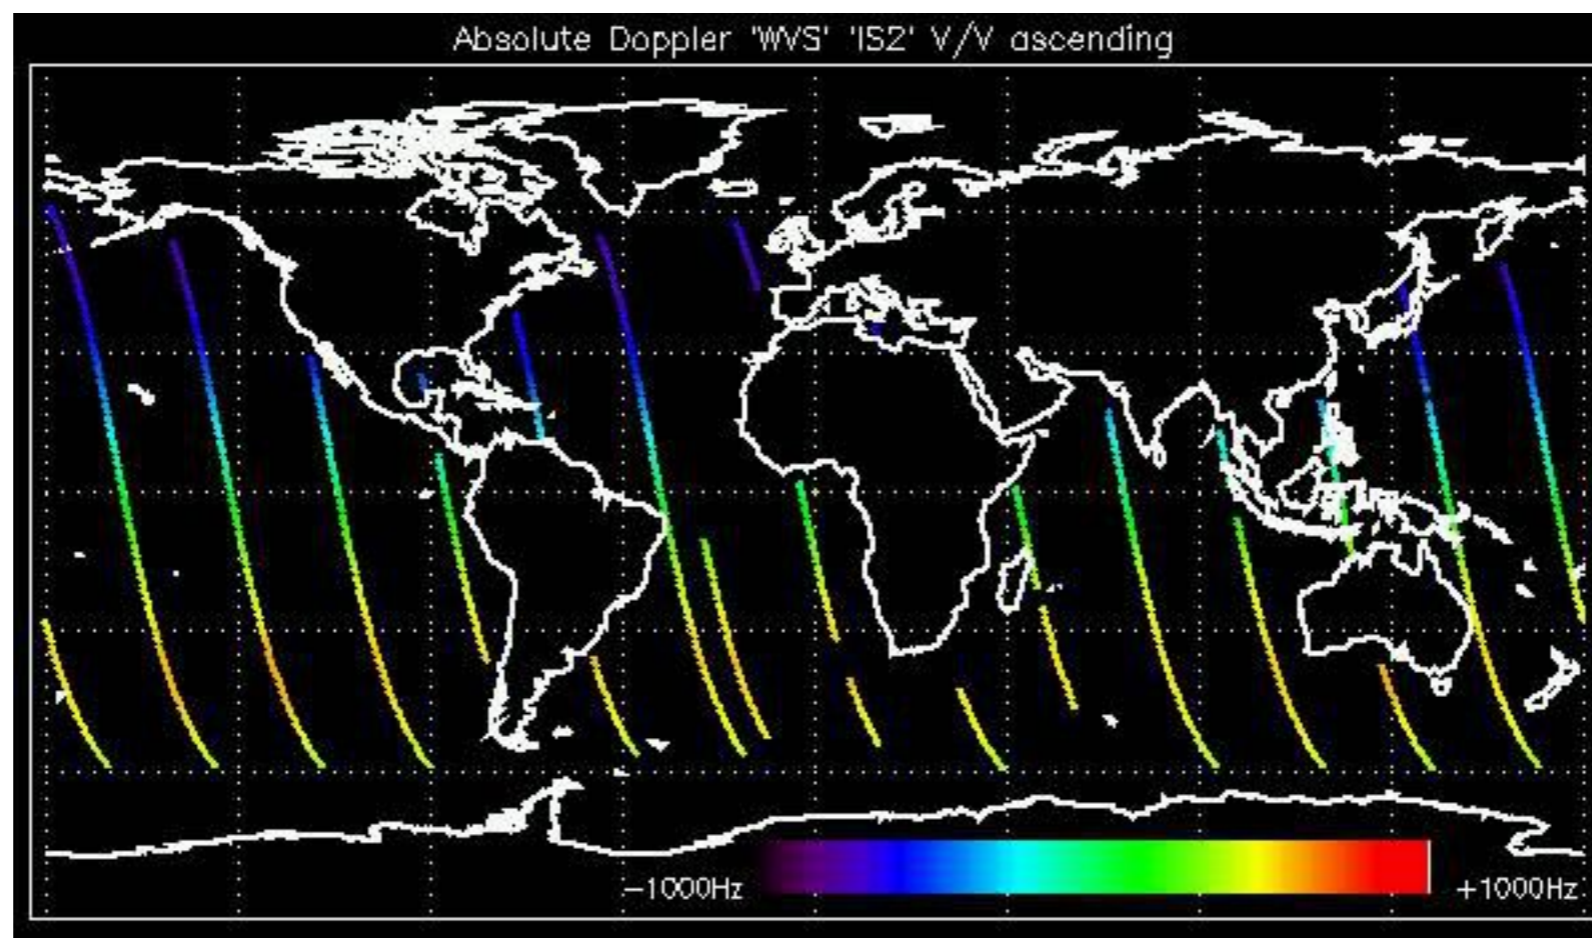 Absolute Doppler 'WVS' 'IS2' V/V ascending
-1000Hz +1000Hz